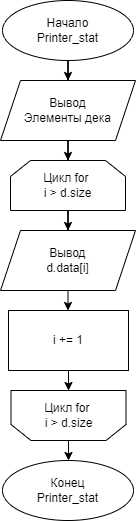 Начало
Printer_stat
Вывод
Элементы дека
Цикл for
i > d.size
Вывод
d.data[i]
i += 1
Цикл for
i > d.size
Конец
Printer_stat